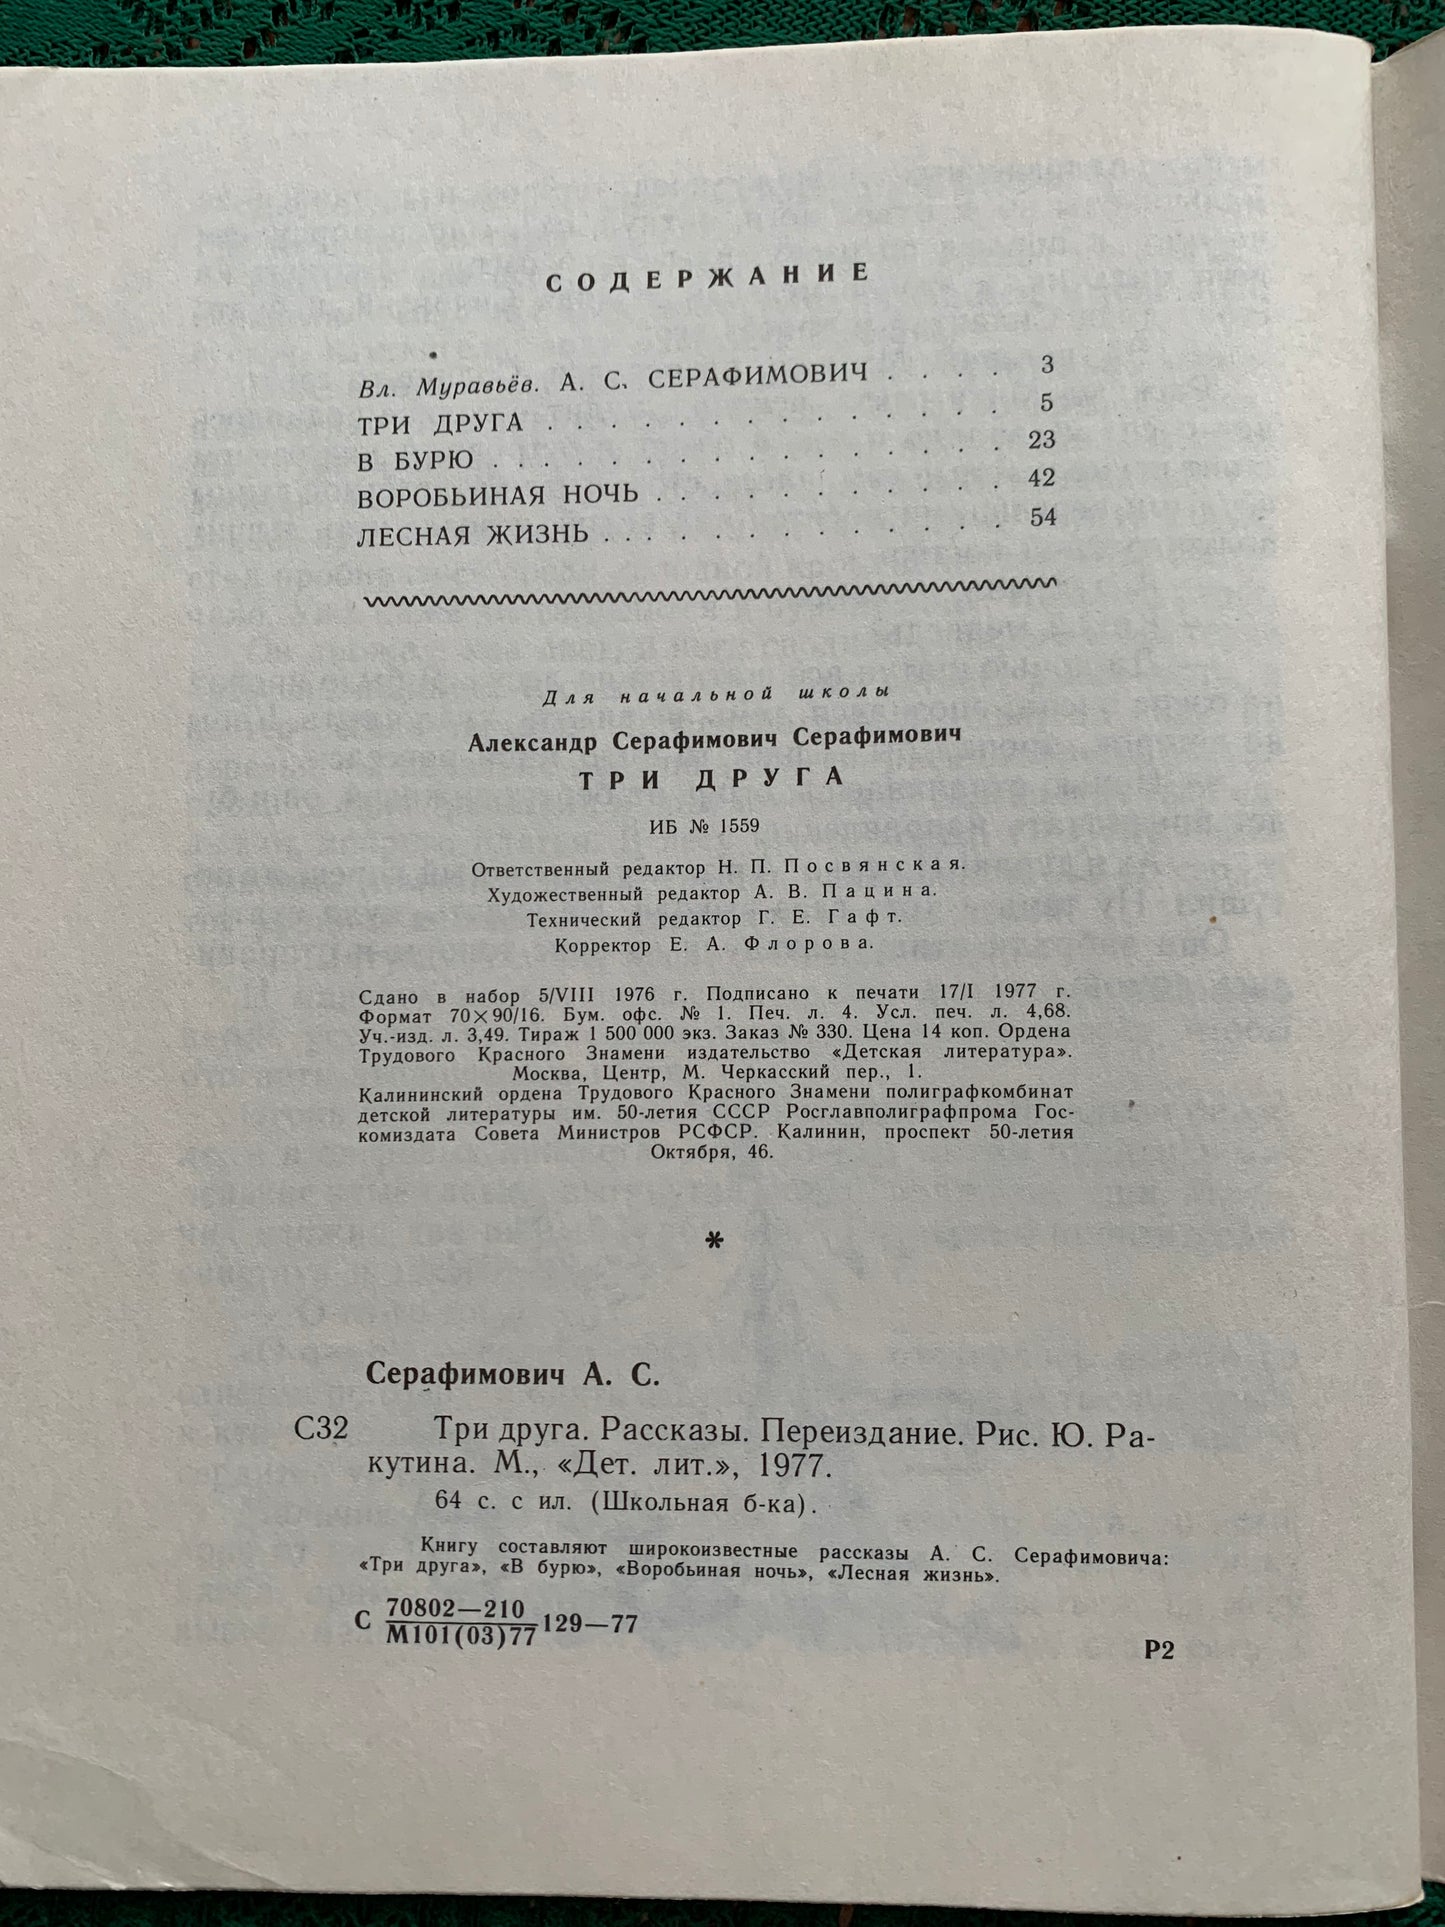 СОДЕРЖАНИЕ
Вл. Муравьёв. А. С. СЕРАФИМОВИЧ . . . . 3
ТРИ ДРУГА . . . . . . . . . . . . . . 5
В БУРЮ . . . . . . . . . . . . . . . 23
ВОРОБЬИНАЯ НОЧЬ . . . . . . . . . . . 42
ЛЕСНАЯ ЖИЗНЬ . . . . . . . . . . . . . 54
Для начальной школы
Александр Серафимович Серафимович
ТРИ ДРУГА
ИБ № 1559
Ответственный редактор Н. П. Посвянская.
Художественный редактор А. В. Пацина.
Технический редактор Г. Е. Гафт.
Корректор Е. А. Флорова.
Сдано в набор 5/VIII 1976 г. Подписано к печати 17/I 1977 г.
Формат 70×90/16. Бум. офс. № 1. Печ. л. 4. Усл. печ. л. 4,68.
Уч.-изд. л. 3,49. Тираж 1 500 000 экз. Заказ № 330. Цена 14 коп. Ордена
Трудового Красного Знамени издательство «Детская литература».
Москва, Центр, М. Черкасский пер., 1.
Калининский ордена Трудового Красного Знамени полиграфкомбинат
детской литературы им. 50-летия СССР Росглавполиграфпрома Гос-
комиздата Совета Министров РСФСР. Калинин, проспект 50-летия
Октября, 46.
*
Серафимович А. С.
С32 Три друга. Рассказы. Переиздание. Рис. Ю. Ра-
кутина. М., «Дет. лит.», 1977.
64 с. с ил. (Школьная б-ка).
Книгу составляют широкоизвестные рассказы А. С. Серафимовича:
«Три друга», «В бурю», «Воробьиная ночь», «Лесная жизнь».
С 70802—210
М101(03)77 129—77
Р2